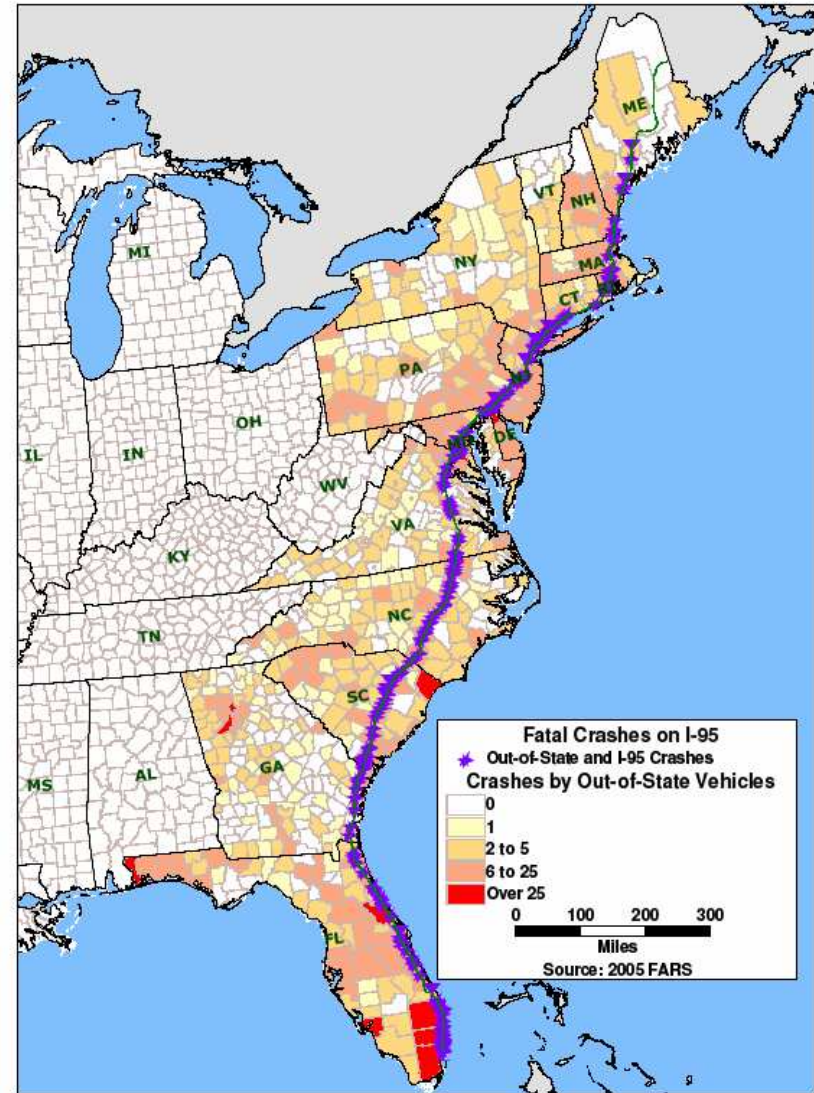 ME
VT
NH
NY
MA
MI
CT
RI
PA
NJ
OH
MD
DE
IL
IN
WV
VA
KY
NC
TN
SC
MS
AL
GA
FL
Fatal Crashes on I-95
Out-of-State and I-95 Crashes
Crashes by Out-of-State Vehicles
0
1
2 to 5
6 to 25
Over 25
0 100 200 300
Miles
Source: 2005 FARS